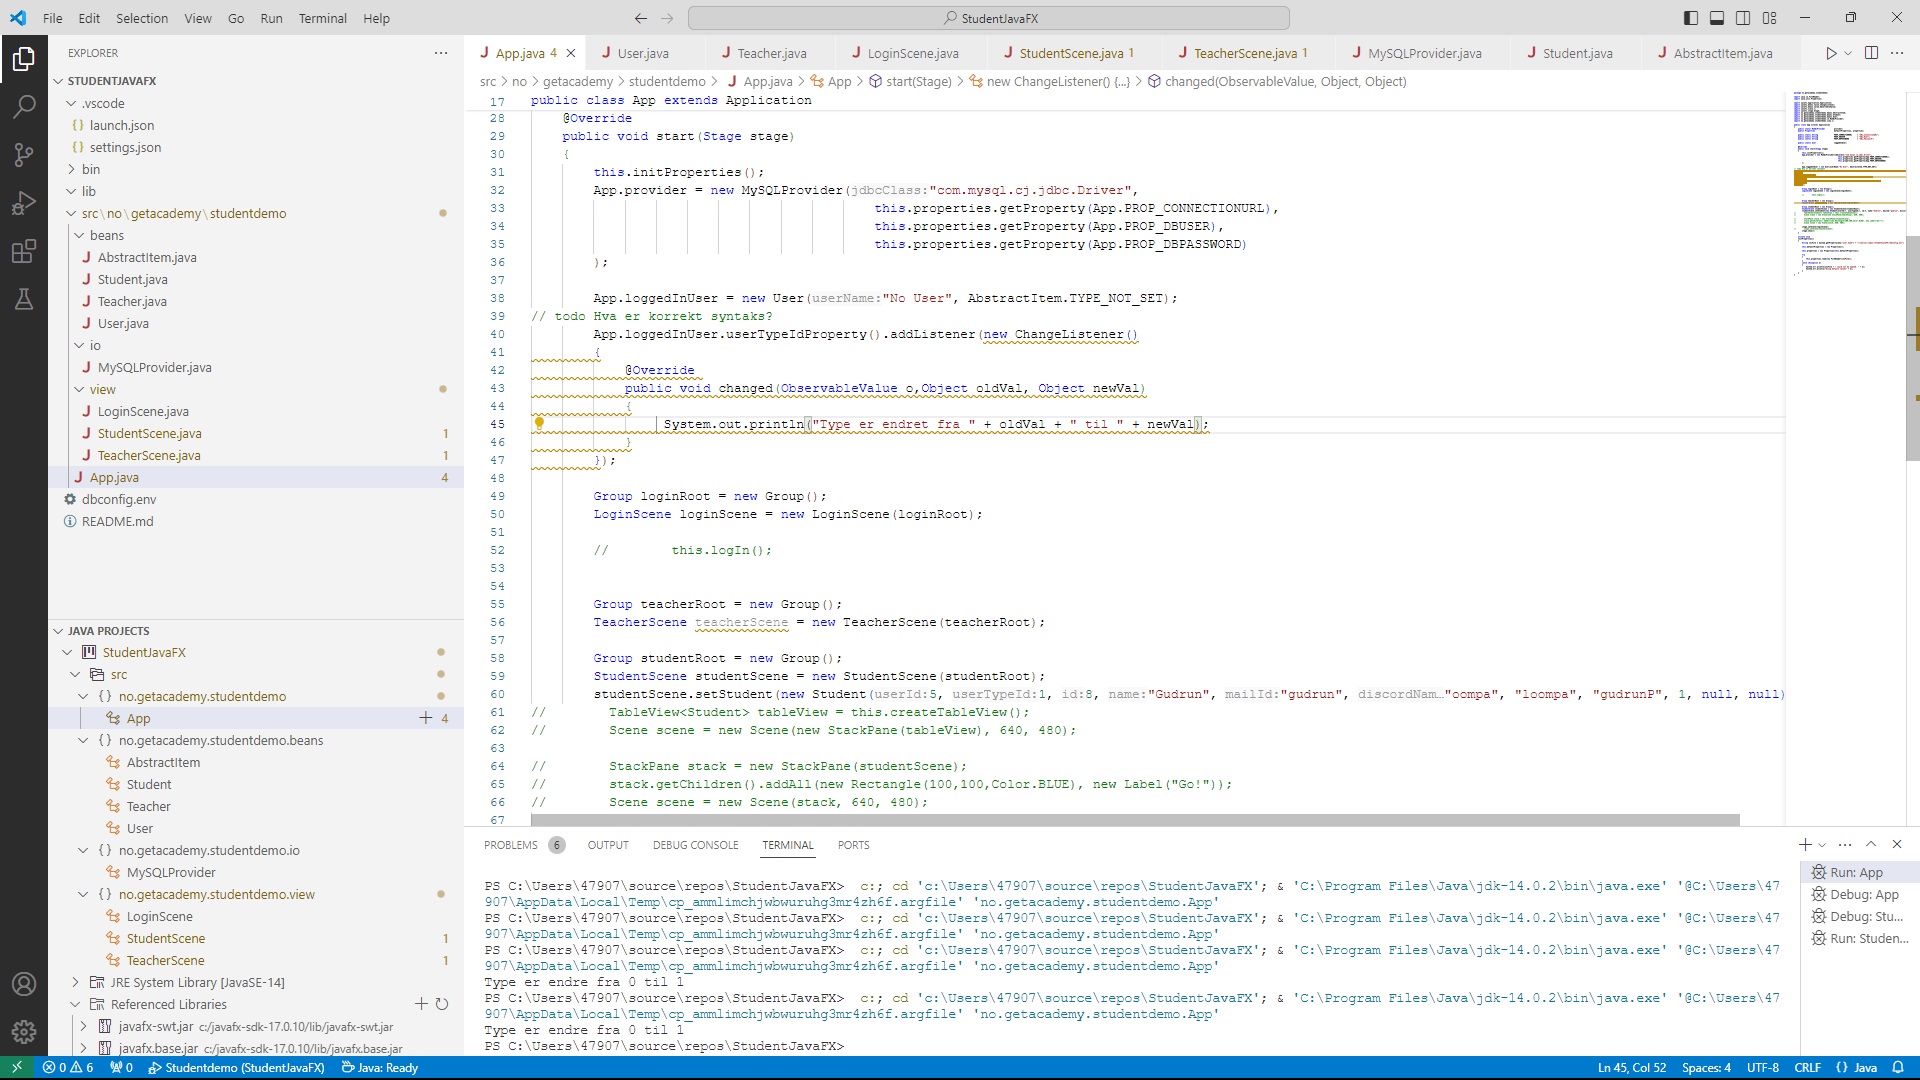 File Edit Selection View Go Run Terminal Help
StudentJavaFX
EXPLORER
STUDENTJAVAFX
.vscode
{} launch.json
{} settings.json
bin
lib
src\no\getacademy\studentdemo
beans
J AbstractItem.java
J Student.java
J Teacher.java
J User.java
io
J MySQLProvider.java
view
J LoginScene.java
J StudentScene.java 1
J TeacherScene.java 1
J App.java 4
dbconfig.env
README.md
JAVA PROJECTS
StudentJavaFX
src
{} no.getacademy.studentdemo
App 4
{} no.getacademy.studentdemo.beans
AbstractItem
Student
Teacher
User
{} no.getacademy.studentdemo.io
MySQLProvider
{} no.getacademy.studentdemo.view
LoginScene
StudentScene 1
TeacherScene 1
JRE System Library [JavaSE-14]
Referenced Libraries
javafx-swt.jar c:/javafx-sdk-17.0.10/lib/javafx-swt.jar
javafx.base.jar c:/javafx-sdk-17.0.10/lib/javafx.base.jar
J App.java 4 J User.java J Teacher.java J LoginScene.java J StudentScene.java 1 J TeacherScene.java 1 J MySQLProvider.java J Student.java J AbstractItem.java
src > no > getacademy > studentdemo > J App.java > App > start(Stage) > new ChangeListener() {...} > changed(ObservableValue, Object, Object)
17 public class App extends Application
28 @Override
29 public void start(Stage stage)
30 {
31 this.initProperties();
32 App.provider = new MySQLProvider(jdbcClass:"com.mysql.cj.jdbc.Driver",
33 this.properties.getProperty(App.PROP_CONNECTIONURL),
34 this.properties.getProperty(App.PROP_DBUSER),
35 this.properties.getProperty(App.PROP_DBPASSWORD)
36 );
37
38 App.loggedInUser = new User(userName:"No User", AbstractItem.TYPE_NOT_SET);
39 // todo Hva er korrekt syntaks?
40 App.loggedInUser.userTypeIdProperty().addListener(new ChangeListener()
41 {
42 @Override
43 public void changed(ObservableValue o,Object oldVal, Object newVal)
44 {
45 System.out.println("Type er endret fra " + oldVal + " til " + newVal);
46 }
47 });
48
49 Group loginRoot = new Group();
50 LoginScene loginScene = new LoginScene(loginRoot);
51
52 // this.logIn();
53
54
55 Group teacherRoot = new Group();
56 TeacherScene teacherScene = new TeacherScene(teacherRoot);
57
58 Group studentRoot = new Group();
59 StudentScene studentScene = new StudentScene(studentRoot);
60 studentScene.setStudent(new Student(userId:5, userTypeId:1, id:8, name:"Gudrun", mailId:"gudrun", discordNam…"oompa", "loompa", "gudrunP", 1, null, null)
61 // TableView<Student> tableView = this.createTableView();
62 // Scene scene = new Scene(new StackPane(tableView), 640, 480);
63
64 // StackPane stack = new StackPane(studentScene);
65 // stack.getChildren().addAll(new Rectangle(100,100,Color.BLUE), new Label("Go!"));
66 // Scene scene = new Scene(stack, 640, 480);
67
PROBLEMS 6 OUTPUT DEBUG CONSOLE TERMINAL PORTS
PS C:\Users\47907\source\repos\StudentJavaFX> c:; cd 'c:\Users\47907\source\repos\StudentJavaFX'; & 'C:\Program Files\Java\jdk-14.0.2\bin\java.exe' '@C:\Users\47
907\AppData\Local\Temp\cp_ammlimchjwbwuruhg3mr4zh6f.argfile' 'no.getacademy.studentdemo.App'
PS C:\Users\47907\source\repos\StudentJavaFX> c:; cd 'c:\Users\47907\source\repos\StudentJavaFX'; & 'C:\Program Files\Java\jdk-14.0.2\bin\java.exe' '@C:\Users\47
907\AppData\Local\Temp\cp_ammlimchjwbwuruhg3mr4zh6f.argfile' 'no.getacademy.studentdemo.App'
PS C:\Users\47907\source\repos\StudentJavaFX> c:; cd 'c:\Users\47907\source\repos\StudentJavaFX'; & 'C:\Program Files\Java\jdk-14.0.2\bin\java.exe' '@C:\Users\47
907\AppData\Local\Temp\cp_ammlimchjwbwuruhg3mr4zh6f.argfile' 'no.getacademy.studentdemo.App'
Type er endre fra 0 til 1
PS C:\Users\47907\source\repos\StudentJavaFX> c:; cd 'c:\Users\47907\source\repos\StudentJavaFX'; & 'C:\Program Files\Java\jdk-14.0.2\bin\java.exe' '@C:\Users\47
907\AppData\Local\Temp\cp_ammlimchjwbwuruhg3mr4zh6f.argfile' 'no.getacademy.studentdemo.App'
Type er endre fra 0 til 1
PS C:\Users\47907\source\repos\StudentJavaFX>
Run: App
Debug: App
Debug: Stu...
Run: Studen...
0 6 0 Studentdemo (StudentJavaFX) Java: Ready Ln 45, Col 52 Spaces: 4 UTF-8 CRLF {} Java